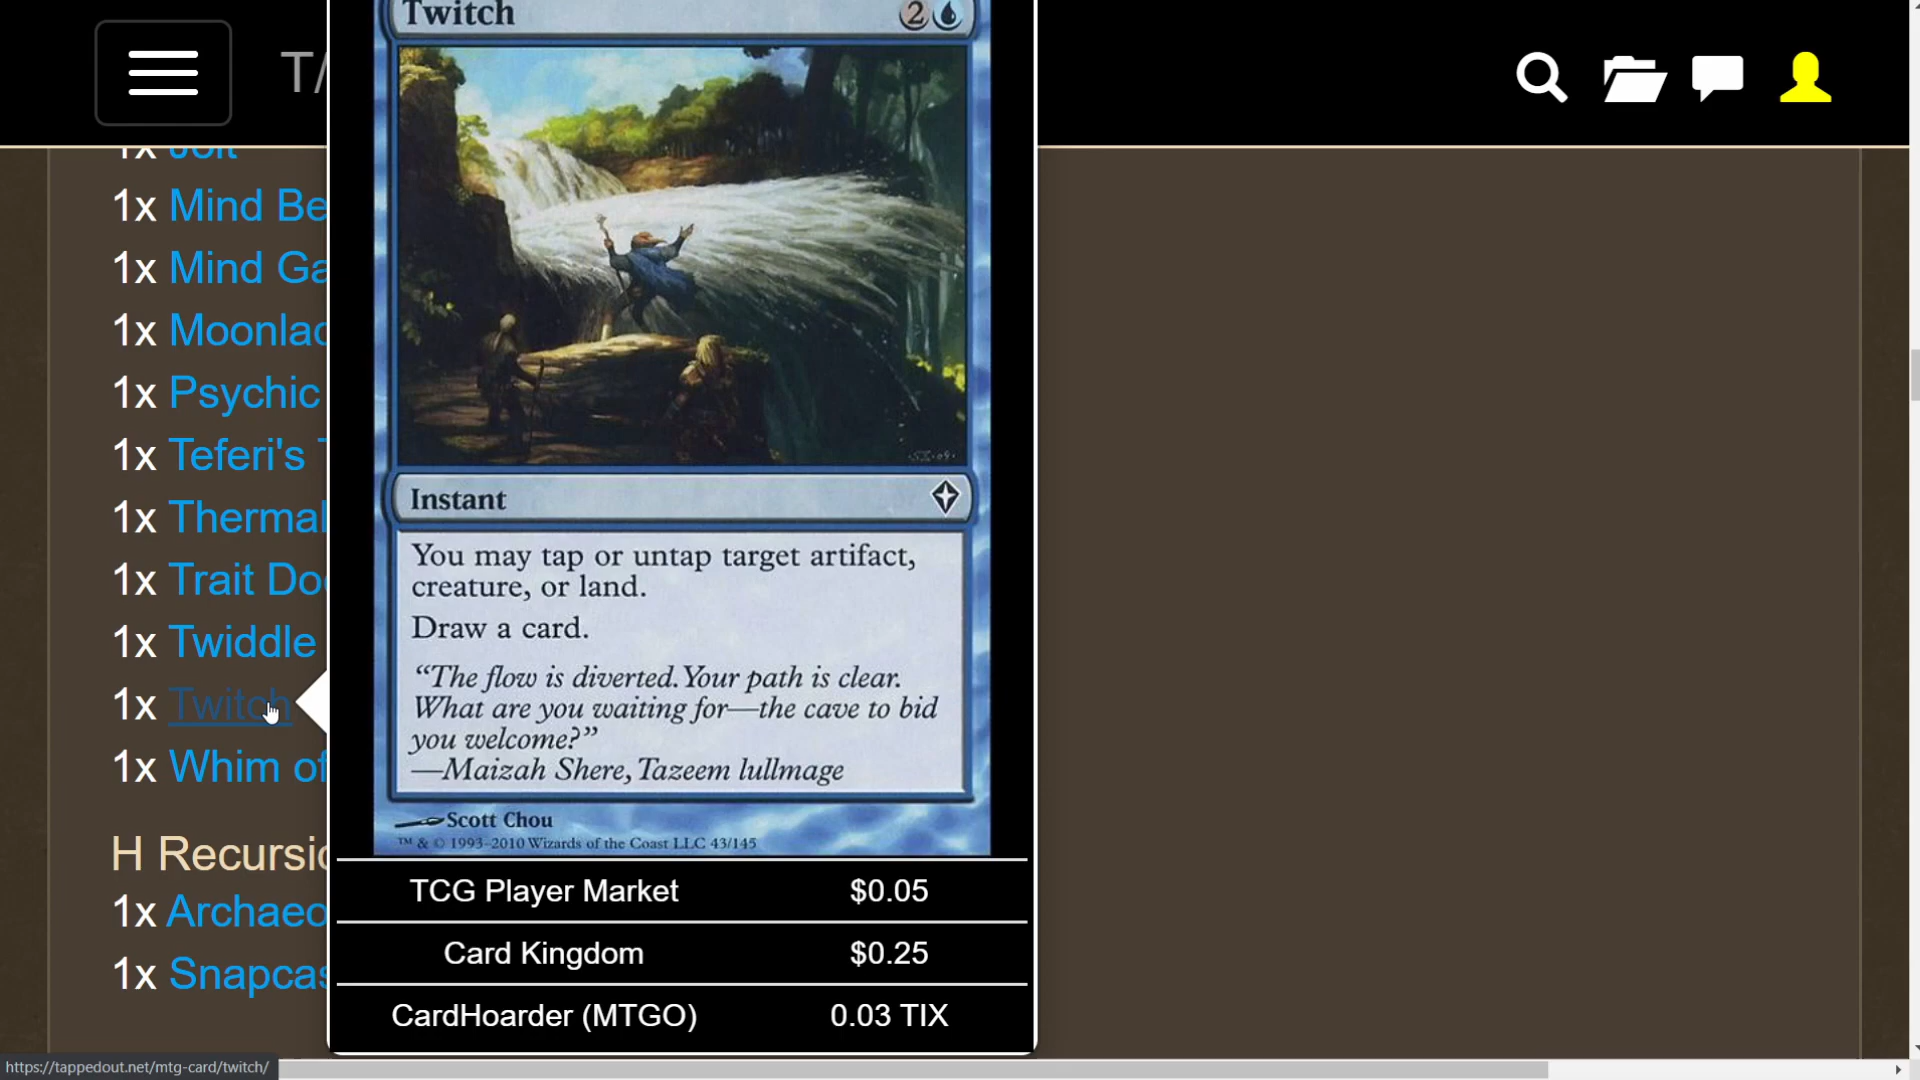 Twitch 2
T/
1x Jolt
1x Mind Be
1x Mind Ga
1x Moonlac
1x Psychic
1x Teferi's T
1x Thermal
1x Trait Do
1x Twiddle
1x Twitch
1x Whim of
H Recursio
1x Archaeo
1x Snapcas
Instant
You may tap or untap target artifact,
creature, or land.
Draw a card.
“The flow is diverted. Your path is clear.
What are you waiting for—the cave to bid
you welcome?”
—Maizah Shere, Tazeem lullmage
Scott Chou
™ & © 1993–2010 Wizards of the Coast LLC 43/145
TCG Player Market $0.05
Card Kingdom $0.25
CardHoarder (MTGO) 0.03 TIX
https://tappedout.net/mtg-card/twitch/